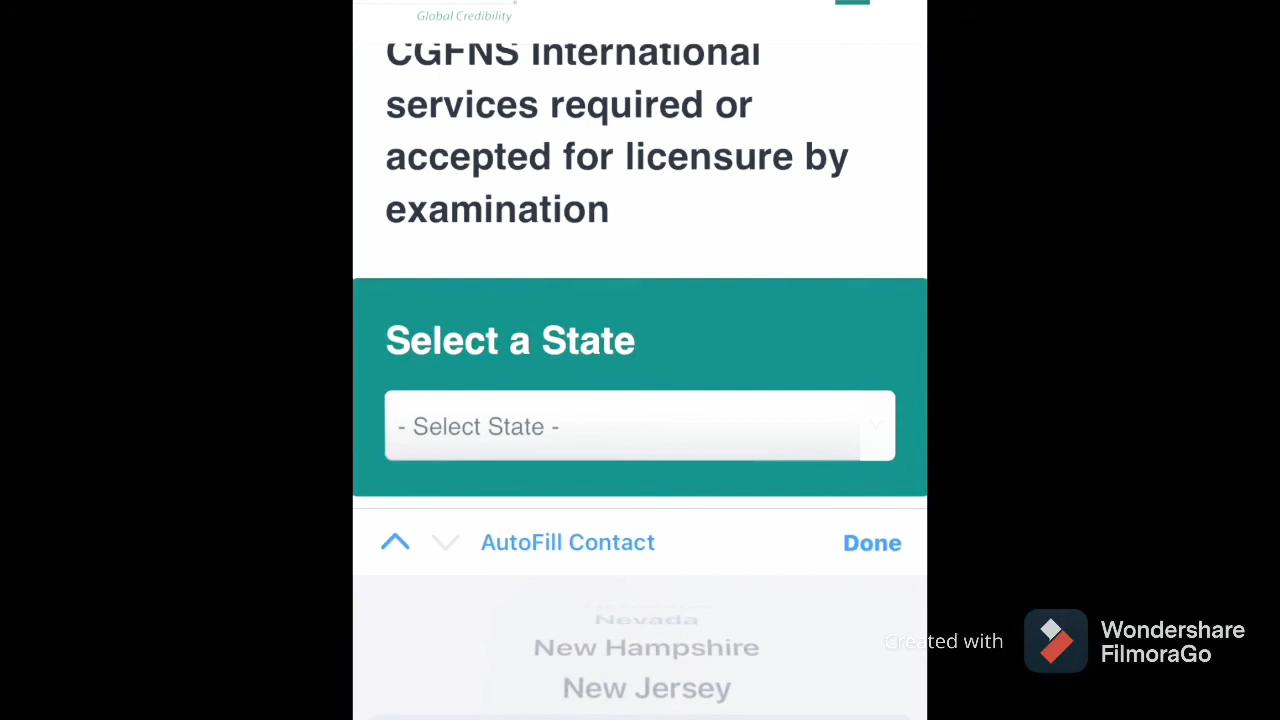 Global Credibility
CGFNS International
services required or
accepted for licensure by
examination
Select a State
- Select State -
AutoFill Contact
Done
Nevada
New Hampshire
New Jersey
Created with
Wondershare
FilmoraGo